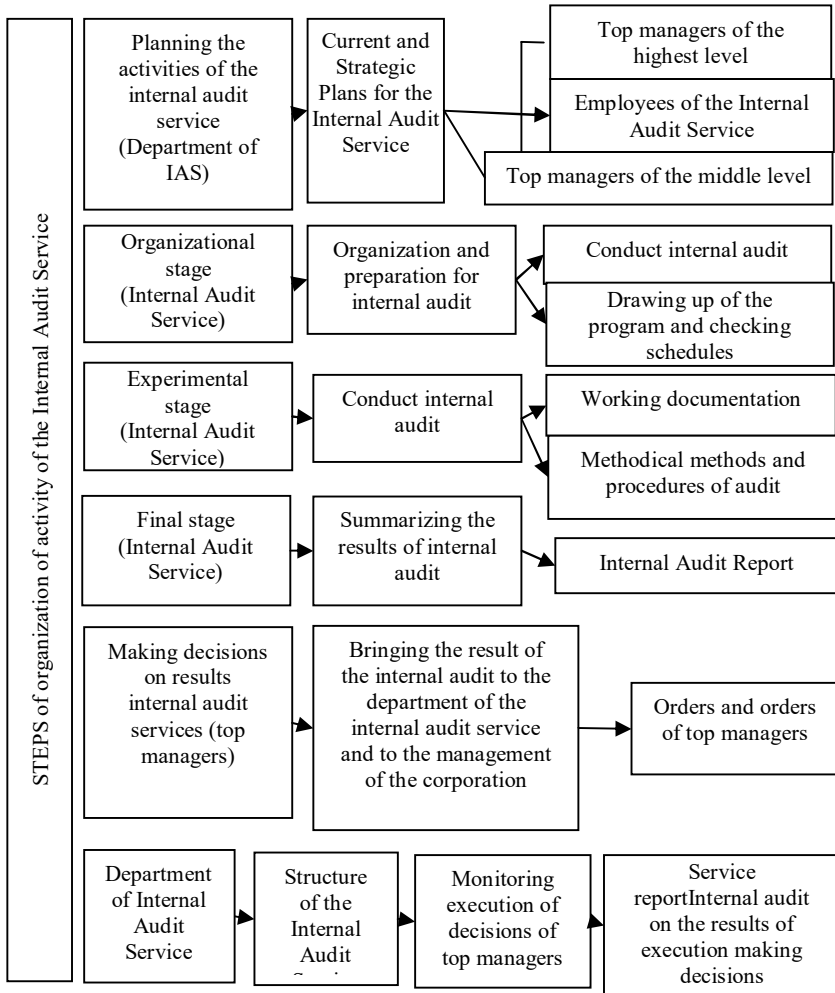 STEPS of organization of activity of the Internal Audit Service
Planning the
activities of the
internal audit
service
(Department of
IAS)
Current and
Strategic
Plans for the
Internal Audit
Service
Top managers of the
highest level
Employees of the Internal
Audit Service
Top managers of the middle level
Organizational
stage
(Internal Audit
Service)
Organization and
preparation for
internal audit
Conduct internal audit
Drawing up of the
program and checking
schedules
Experimental
stage
(Internal Audit
Service)
Conduct internal
audit
Working documentation
Methodical methods and
procedures of audit
Final stage
(Internal Audit
Service)
Summarizing the
results of internal
audit
Internal Audit Report
Making decisions
on results
internal audit
services (top
managers)
Bringing the result of
the internal audit to the
department of the
internal audit service
and to the management
of the corporation
Orders and orders
of top managers
Department
of Internal
Audit
Service
Structure
of the
Internal
Audit
Monitoring
execution of
decisions of
top managers
Service
reportInternal audit
on the results of
execution making
decisions